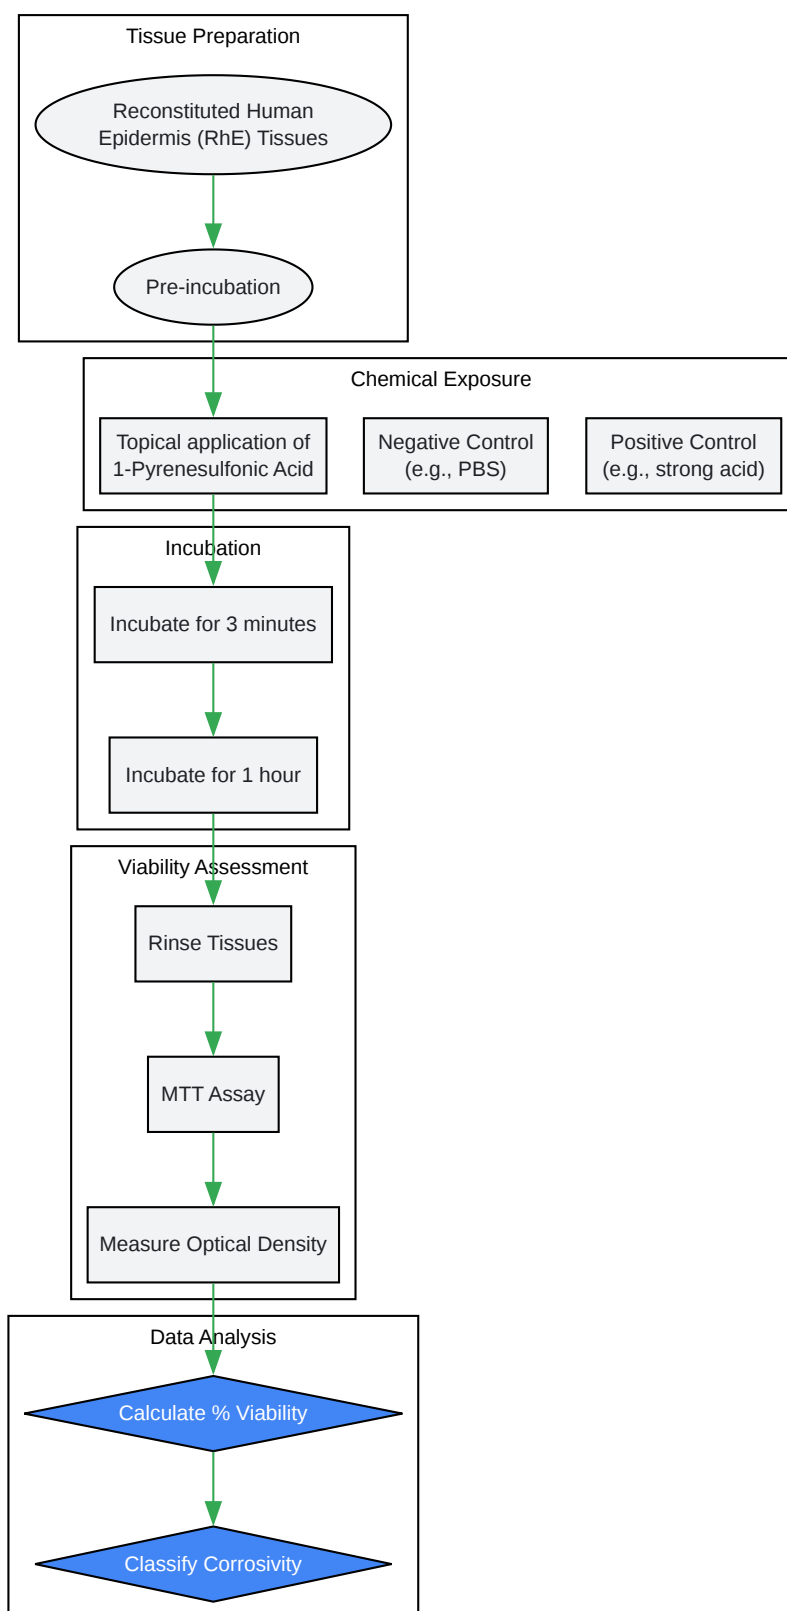 Tissue Preparation
Reconstituted Human
Epidermis (RhE) Tissues
Pre-incubation
Chemical Exposure
Topical application of
1-Pyrenesulfonic Acid
Negative Control
(e.g., PBS)
Positive Control
(e.g., strong acid)
Incubation
Incubate for 3 minutes
Incubate for 1 hour
Viability Assessment
Rinse Tissues
MTT Assay
Measure Optical Density
Data Analysis
Calculate % Viability
Classify Corrosivity